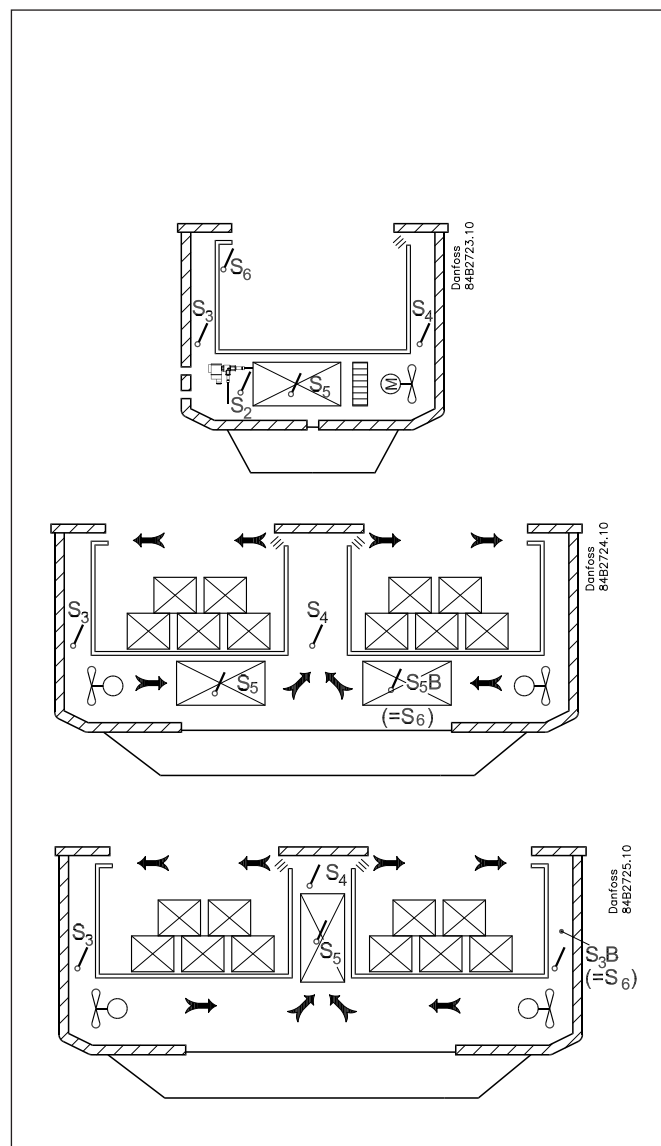 S6
S3
S4
M
S5
S2
Danfoss
84B2723.10
S3
S4
S5
S5B
(=S6)
Danfoss
84B2724.10
S4
S3
S5
S3B
(=S6)
Danfoss
84B2725.10